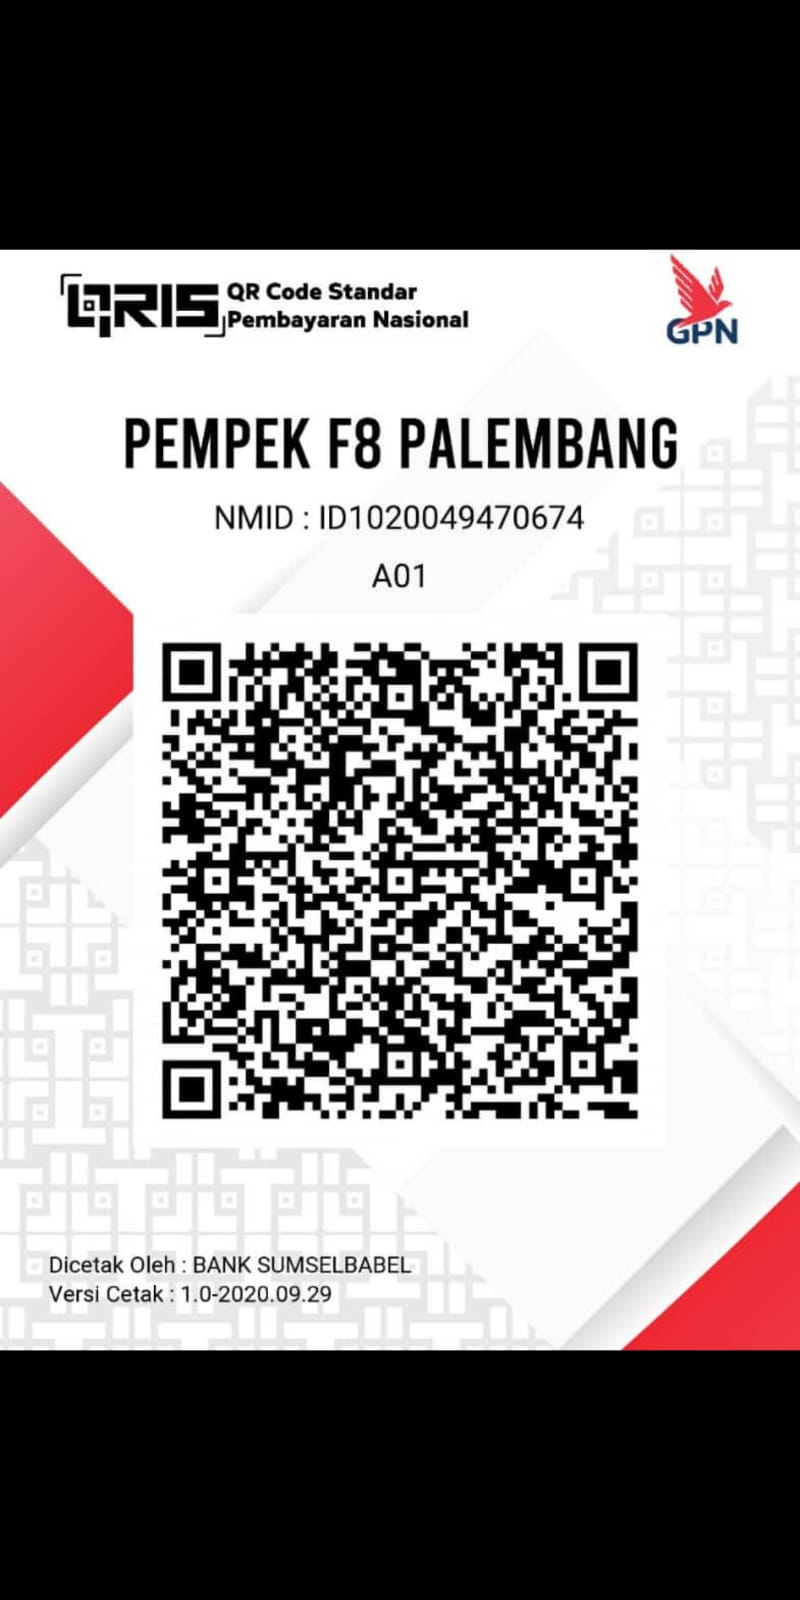 QRIS QR Code Standar
Pembayaran Nasional
GPN
PEMPEK F8 PALEMBANG
NMID : ID1020049470674
A01
Dicetak Oleh : BANK SUMSELBABEL
Versi Cetak : 1.0-2020.09.29